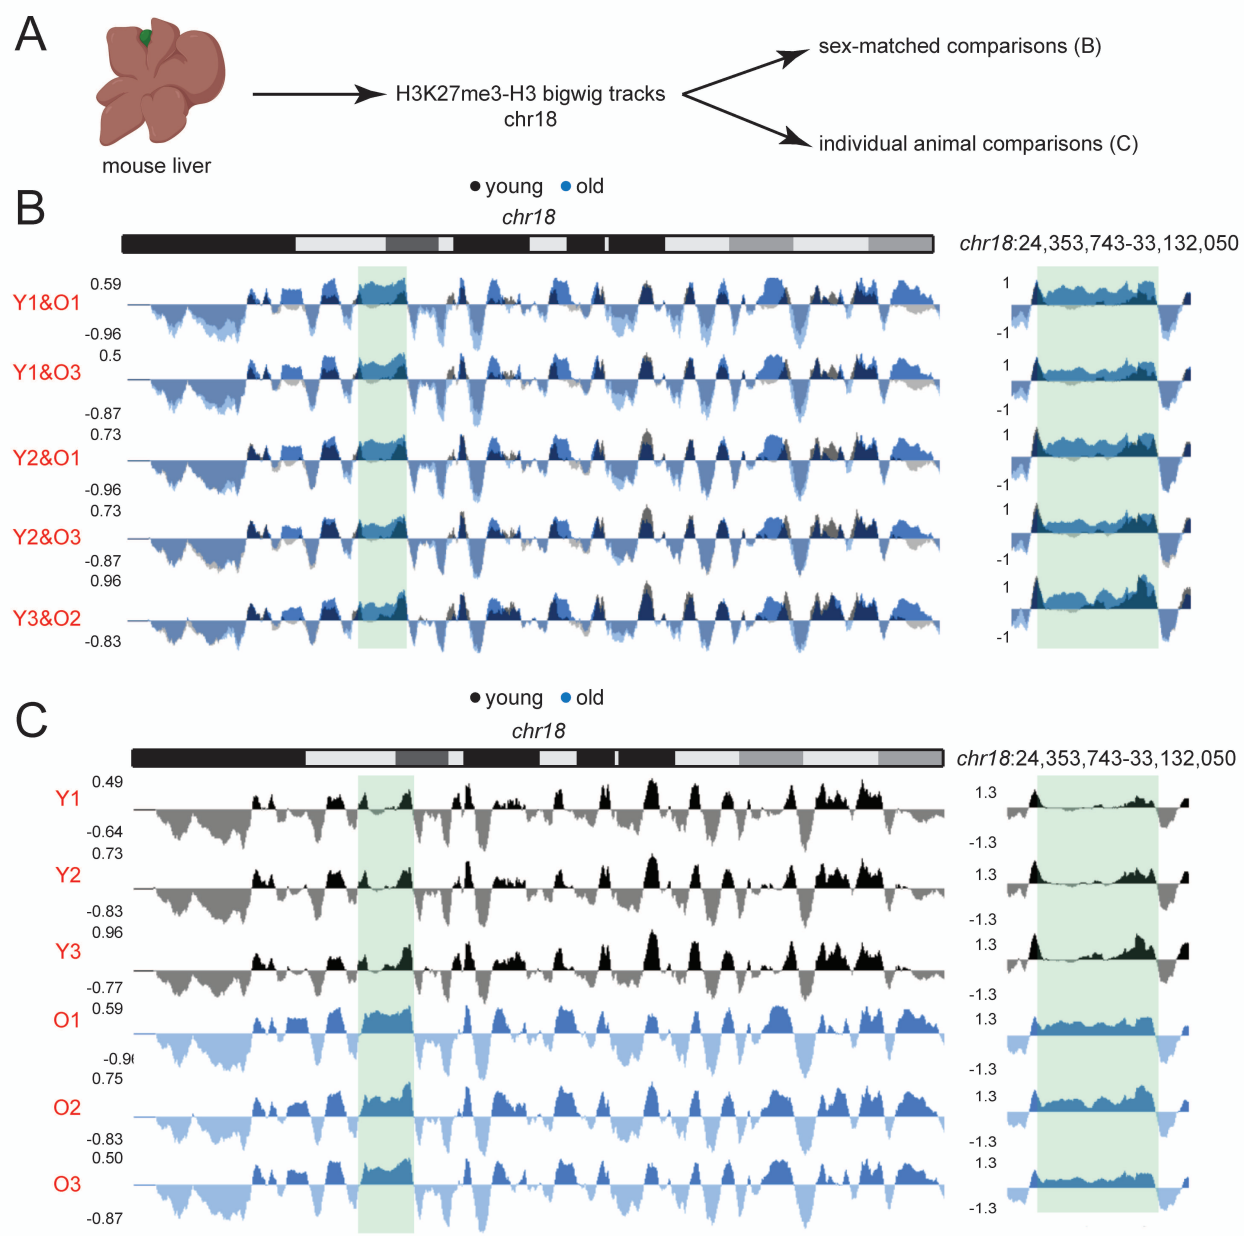 A
mouse liver
H3K27me3-H3 bigwig tracks
chr18
sex-matched comparisons (B)
individual animal comparisons (C)
B
young old
chr18
chr18:24,353,743-33,132,050
Y1&O1
0.59
-0.96
1
-1
Y1&O3
0.5
-0.87
1
-1
Y2&O1
0.73
-0.96
1
-1
Y2&O3
0.73
-0.87
1
-1
Y3&O2
0.96
-0.83
1
-1
C
young old
chr18
chr18:24,353,743-33,132,050
Y1
0.49
-0.64
1.3
-1.3
Y2
0.73
-0.83
1.3
-1.3
Y3
0.96
-0.77
1.3
-1.3
O1
0.59
1.3
-1.3
O2
0.75
-0.83
1.3
-1.3
O3
0.50
-0.87
1.3
-1.3